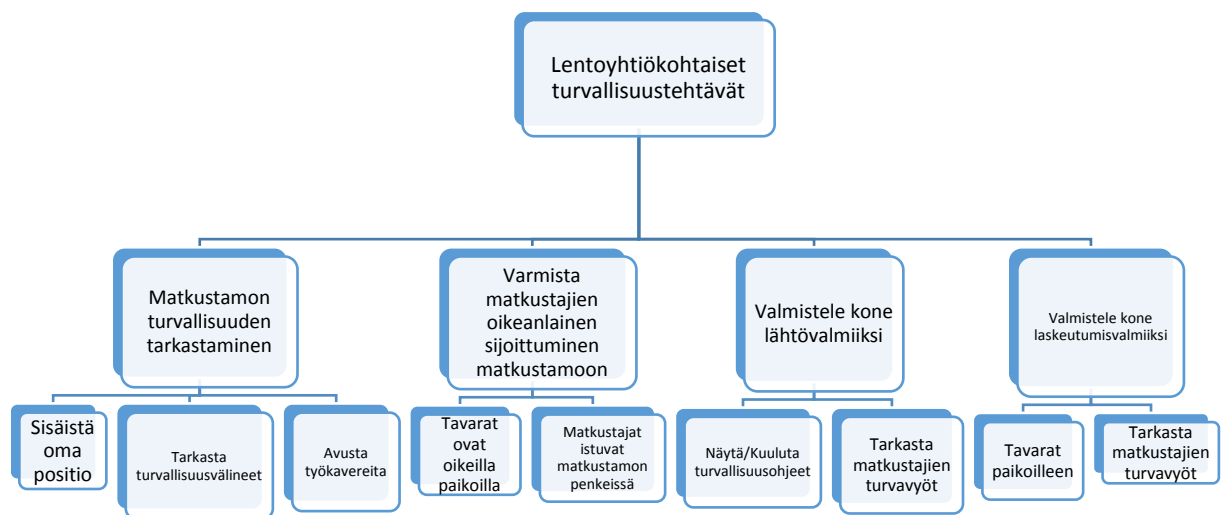 Lentoyhtiökohtaiset
turvallisuustehtävät
Matkustamon
turvallisuuden
tarkastaminen
Varmista
matkustajien
oikeanlainen
sijoittuminen
matkustamoon
Valmistele kone
lähtövalmiiksi
Valmistele kone
laskeutumisvalmiiksi
Sisäistä
oma
positio
Tarkasta
turvallisuusvälineet
Avusta
työkavereita
Tavarat
ovat
oikeilla
paikoilla
Matkustajat
istuvat
matkustamon
penkeissä
Näytä/Kuuluta
turvallisuusohjeet
Tarkasta
matkustajien
turvavyöt
Tavarat
paikoilleen
Tarkasta
matkustajien
turvavyöt